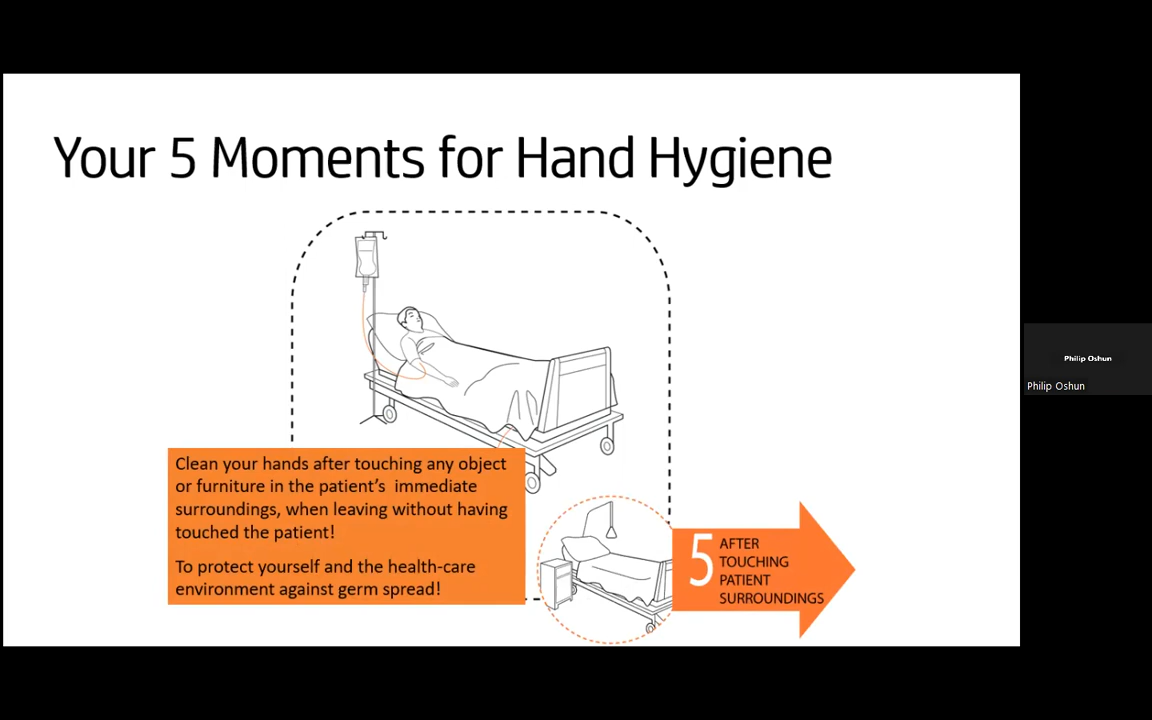 Your 5 Moments for Hand Hygiene
Clean your hands after touching any object
or furniture in the patient’s  immediate
surroundings, when leaving without having
touched the patient!
To protect yourself and the health-care
environment against germ spread!
5
AFTER
TOUCHING
PATIENT
SURROUNDINGS
Philip Oshun
Philip Oshun